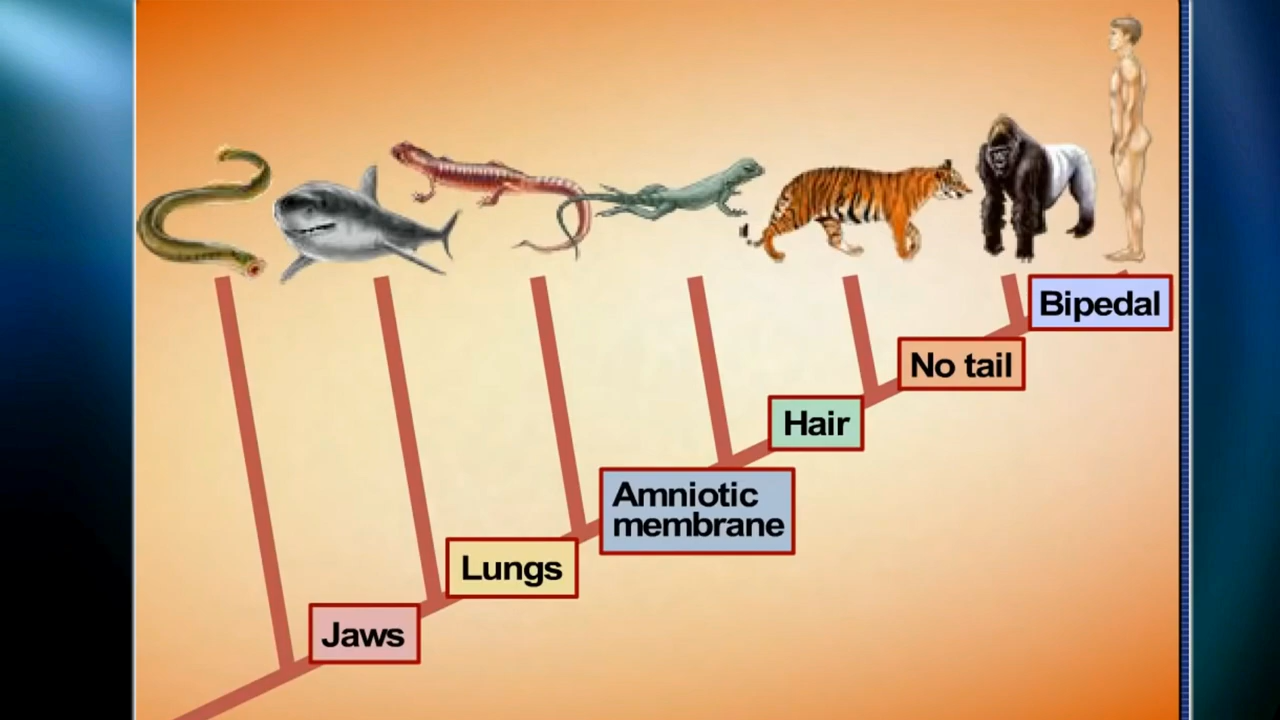 Bipedal
No tail
Hair
Amniotic
membrane
Lungs
Jaws